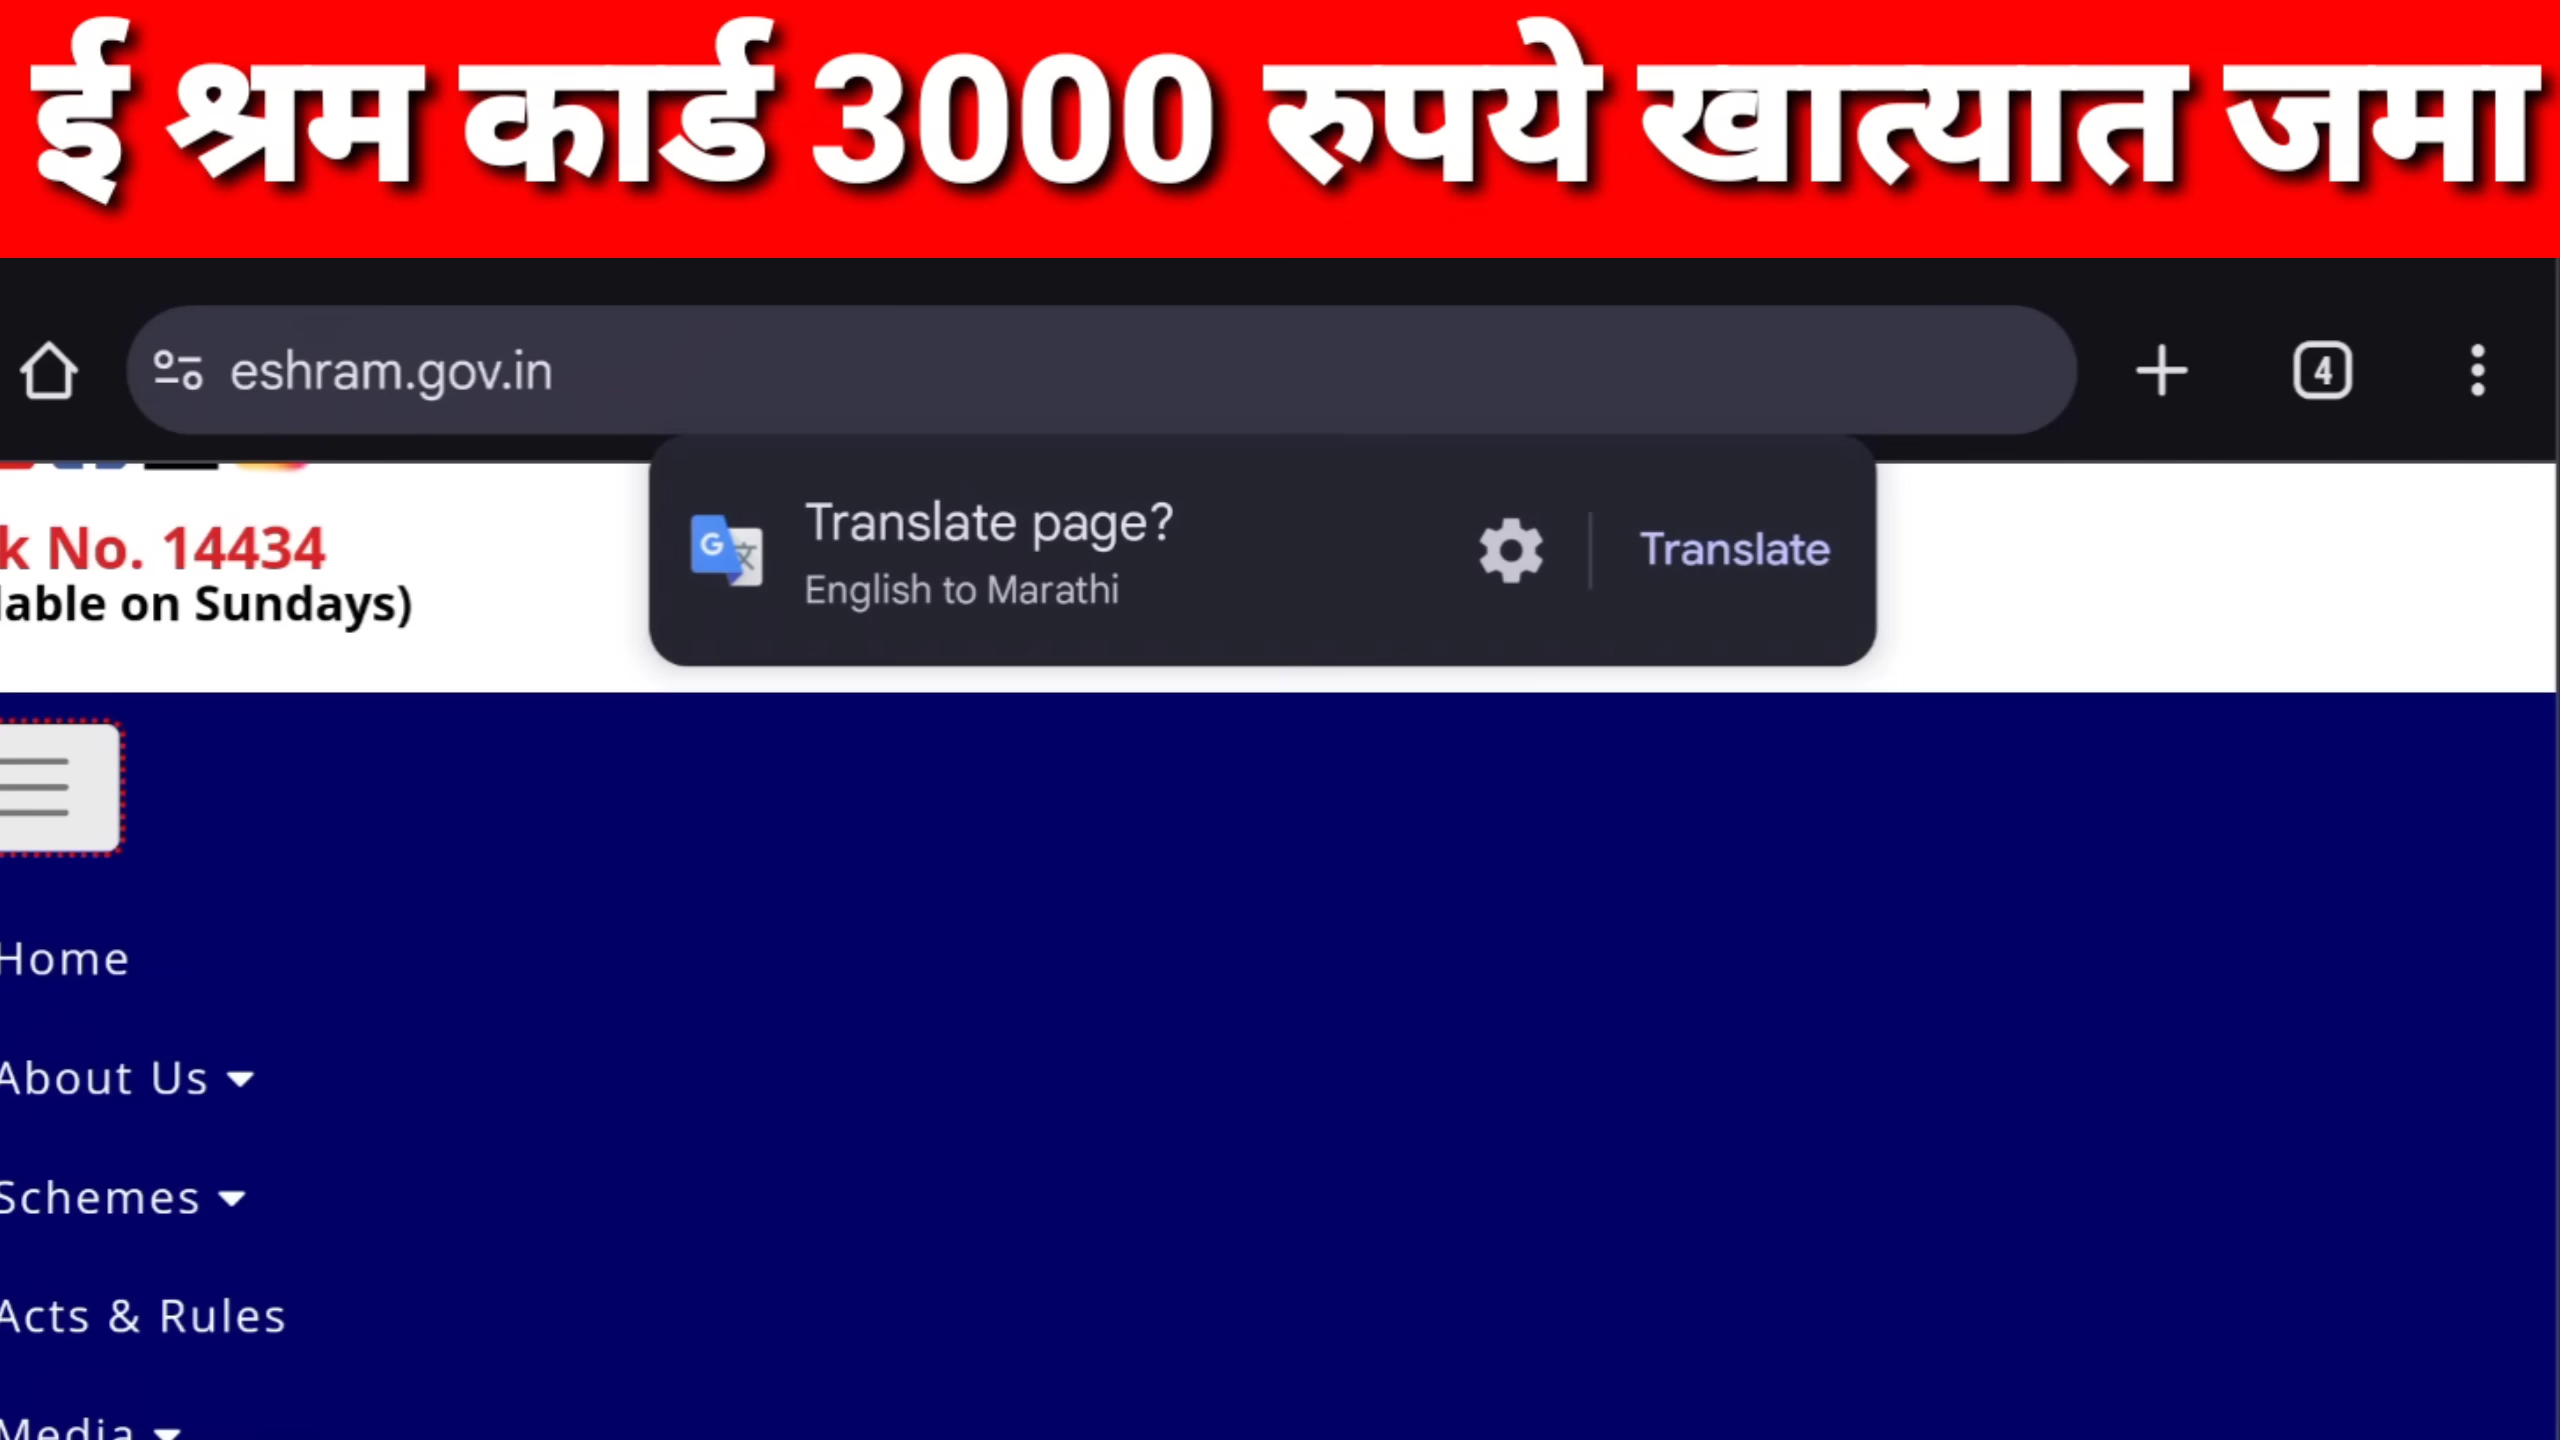 ई श्रम कार्ड 3000 रुपये खात्यात जमा
eshram.gov.in
4
Translate page?
English to Marathi
Translate
k No. 14434
lable on Sundays)
Home
About Us
Schemes
Acts & Rules
Media